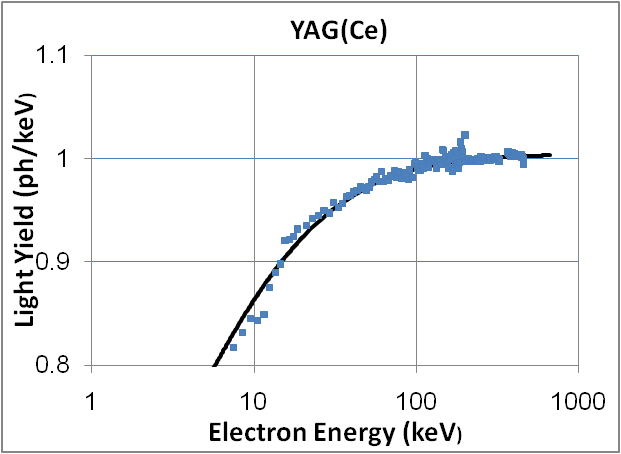 YAG(Ce)
1.1
1
0.9
0.8
Light Yield (ph/keV)
1 10 100 1000
Electron Energy (keV)